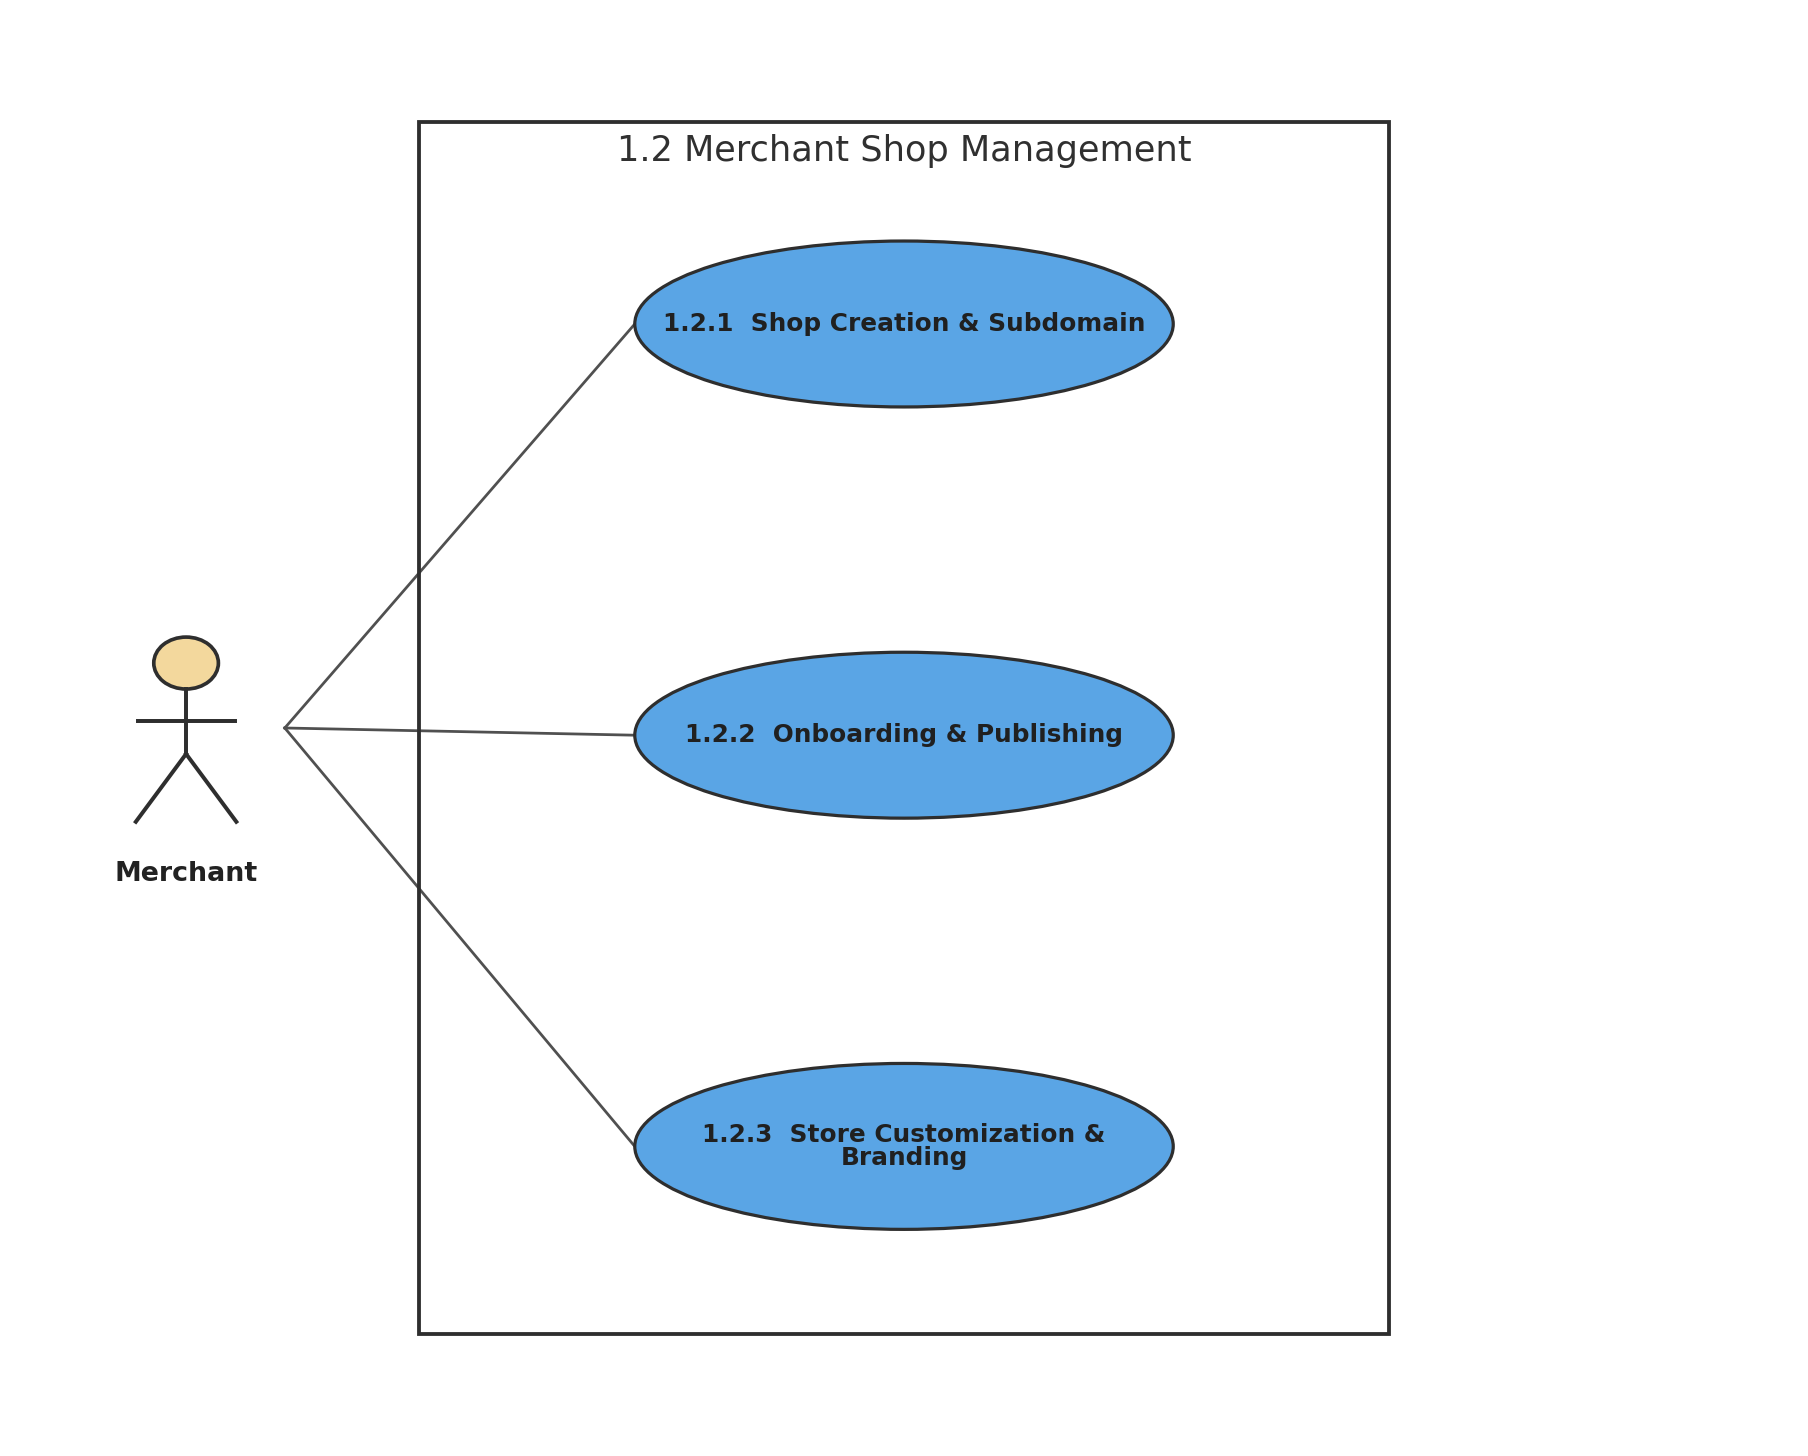 1.2 Merchant Shop Management
1.2.1  Shop Creation & Subdomain
1.2.2  Onboarding & Publishing
Merchant
1.2.3  Store Customization &
Branding